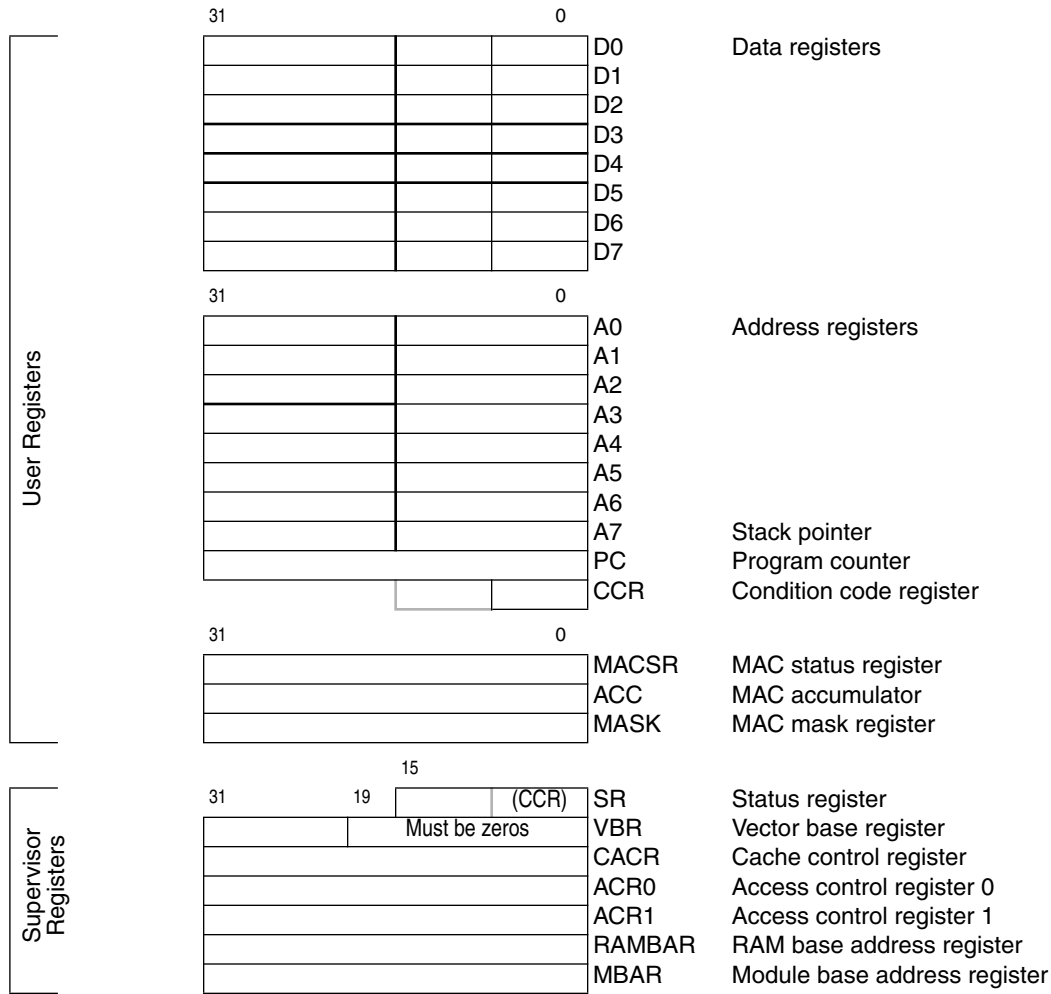 31 0
D0 Data registers
D1
D2
D3
D4
D5
D6
D7
31 0
A0 Address registers
A1
A2
A3
A4
A5
A6
A7 Stack pointer
PC Program counter
CCR Condition code register
31 0
MACSR MAC status register
ACC MAC accumulator
MASK MAC mask register
User Registers
15
31 19 (CCR) SR Status register
Must be zeros VBR Vector base register
CACR Cache control register
ACR0 Access control register 0
ACR1 Access control register 1
RAMBAR RAM base address register
MBAR Module base address register
Supervisor
Registers